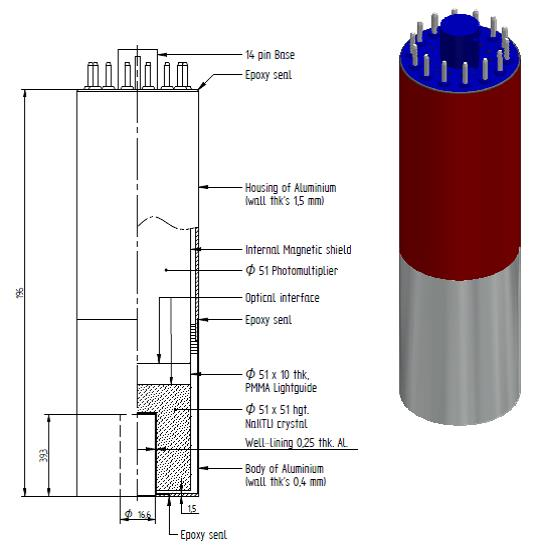 14 pin Base
Epoxy seal
Housing of Aluminium
(wall thk's 1,5 mm)
Internal Magnetic shield
Ø 51 Photomultiplier
Optical interface
Epoxy seal
Ø 51 x 10 thk,
PMMA Lightguide
Ø 51 x 51 hgt.
NaI(TL) crystal
Well-lining 0,25 thk. AL.
Body of Aluminium
(wall thk's 0,4 mm)
Epoxy seal
196
39,3
Ø 16,6
1,5